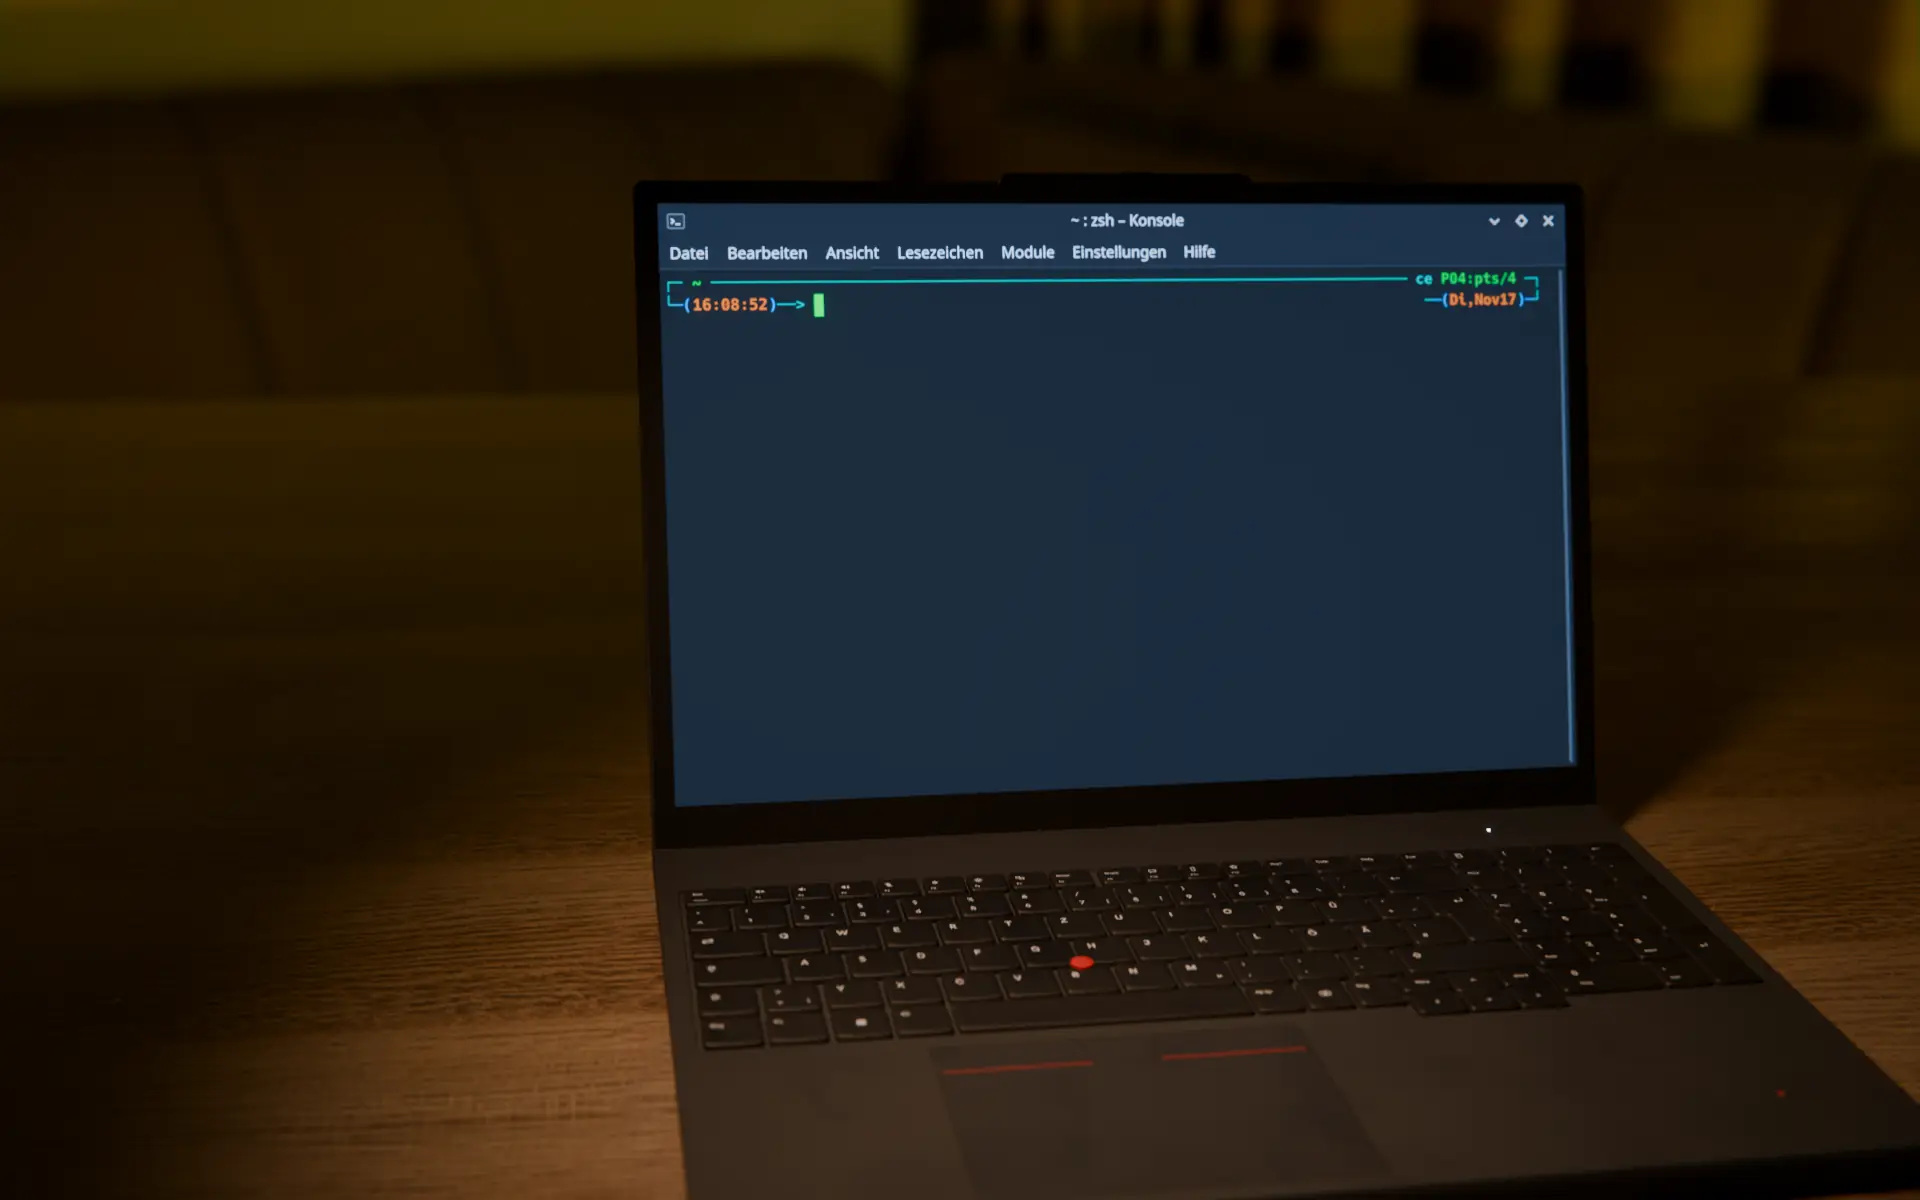 ~ : zsh – Konsole
Datei Bearbeiten Ansicht Lesezeichen Module Einstellungen Hilfe
~ ce P04:pts/4
(16:08:52)—> —(Di,Nov17)
Q W E R T Z U I O P Ü
A S D F G H J K L Ö Ä
Y X C V B N M